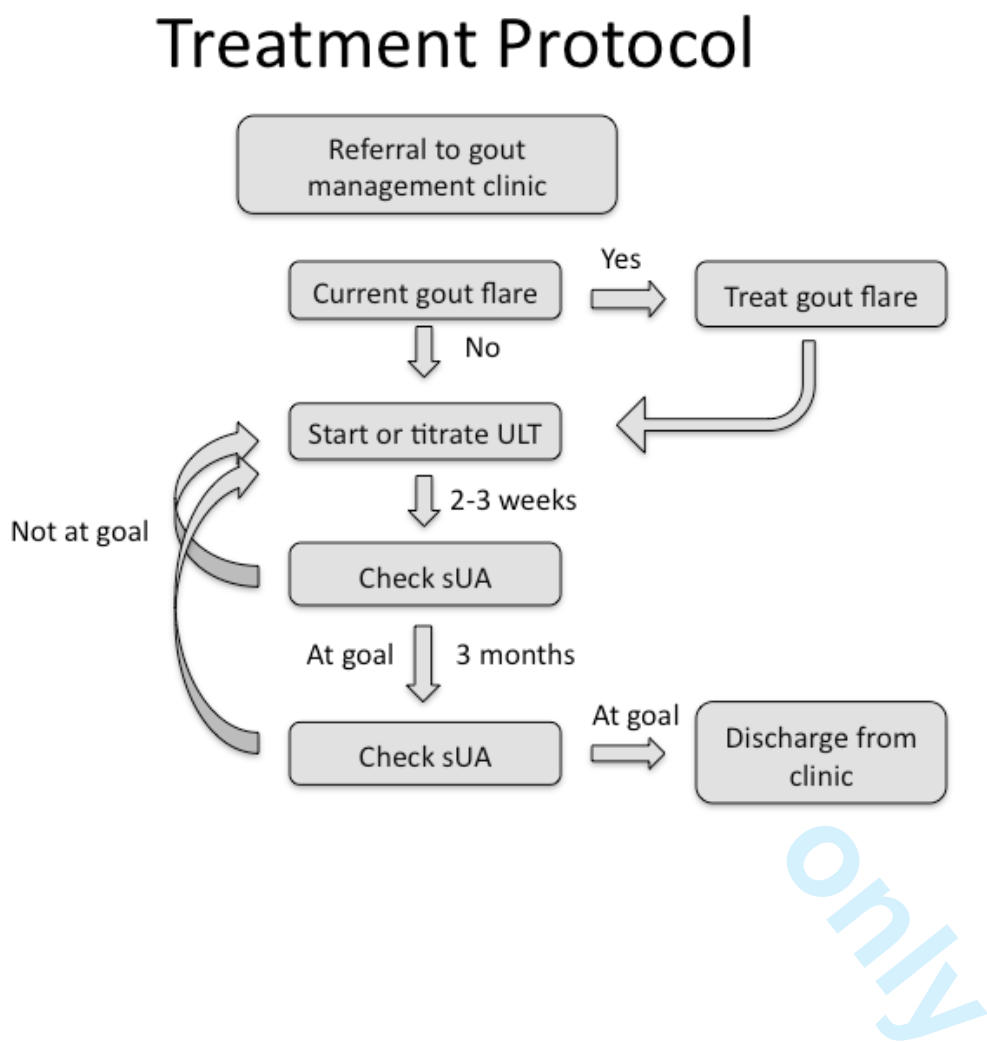 Treatment Protocol
Referral to gout
management clinic
Yes
Current gout flare
Treat gout flare
No
Start or titrate ULT
2-3 weeks
Not at goal
Check sUA
At goal
3 months
At goal
Check sUA
Discharge from
clinic
only